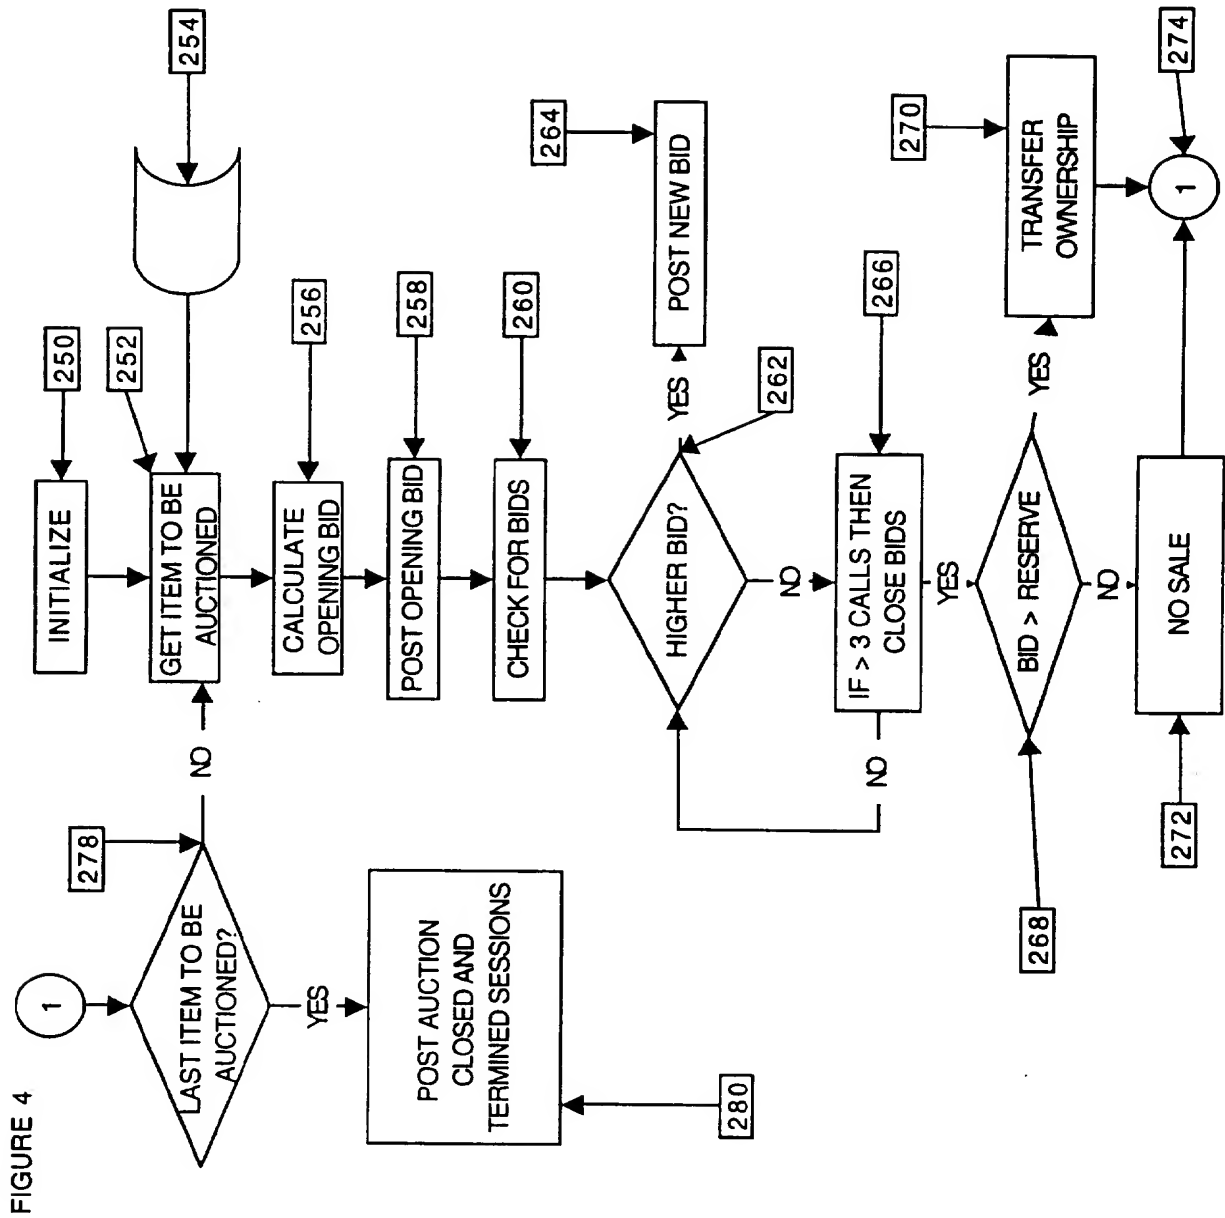 FIGURE 4
1
LAST ITEM TO BE
AUCTIONED?
278
NO
YES
POST AUCTION
CLOSED AND
TERMINED SESSIONS
280
INITIALIZE
250
252
GET ITEM TO BE
AUCTIONED
254
CALCULATE
OPENING BID
256
POST OPENING BID
258
CHECK FOR BIDS
260
HIGHER BID?
262
YES
POST NEW BID
264
NO
IF > 3 CALLS THEN
CLOSE BIDS
266
NO
YES
BID > RESERVE
268
YES
TRANSFER
OWNERSHIP
270
NO
NO SALE
272
1
274